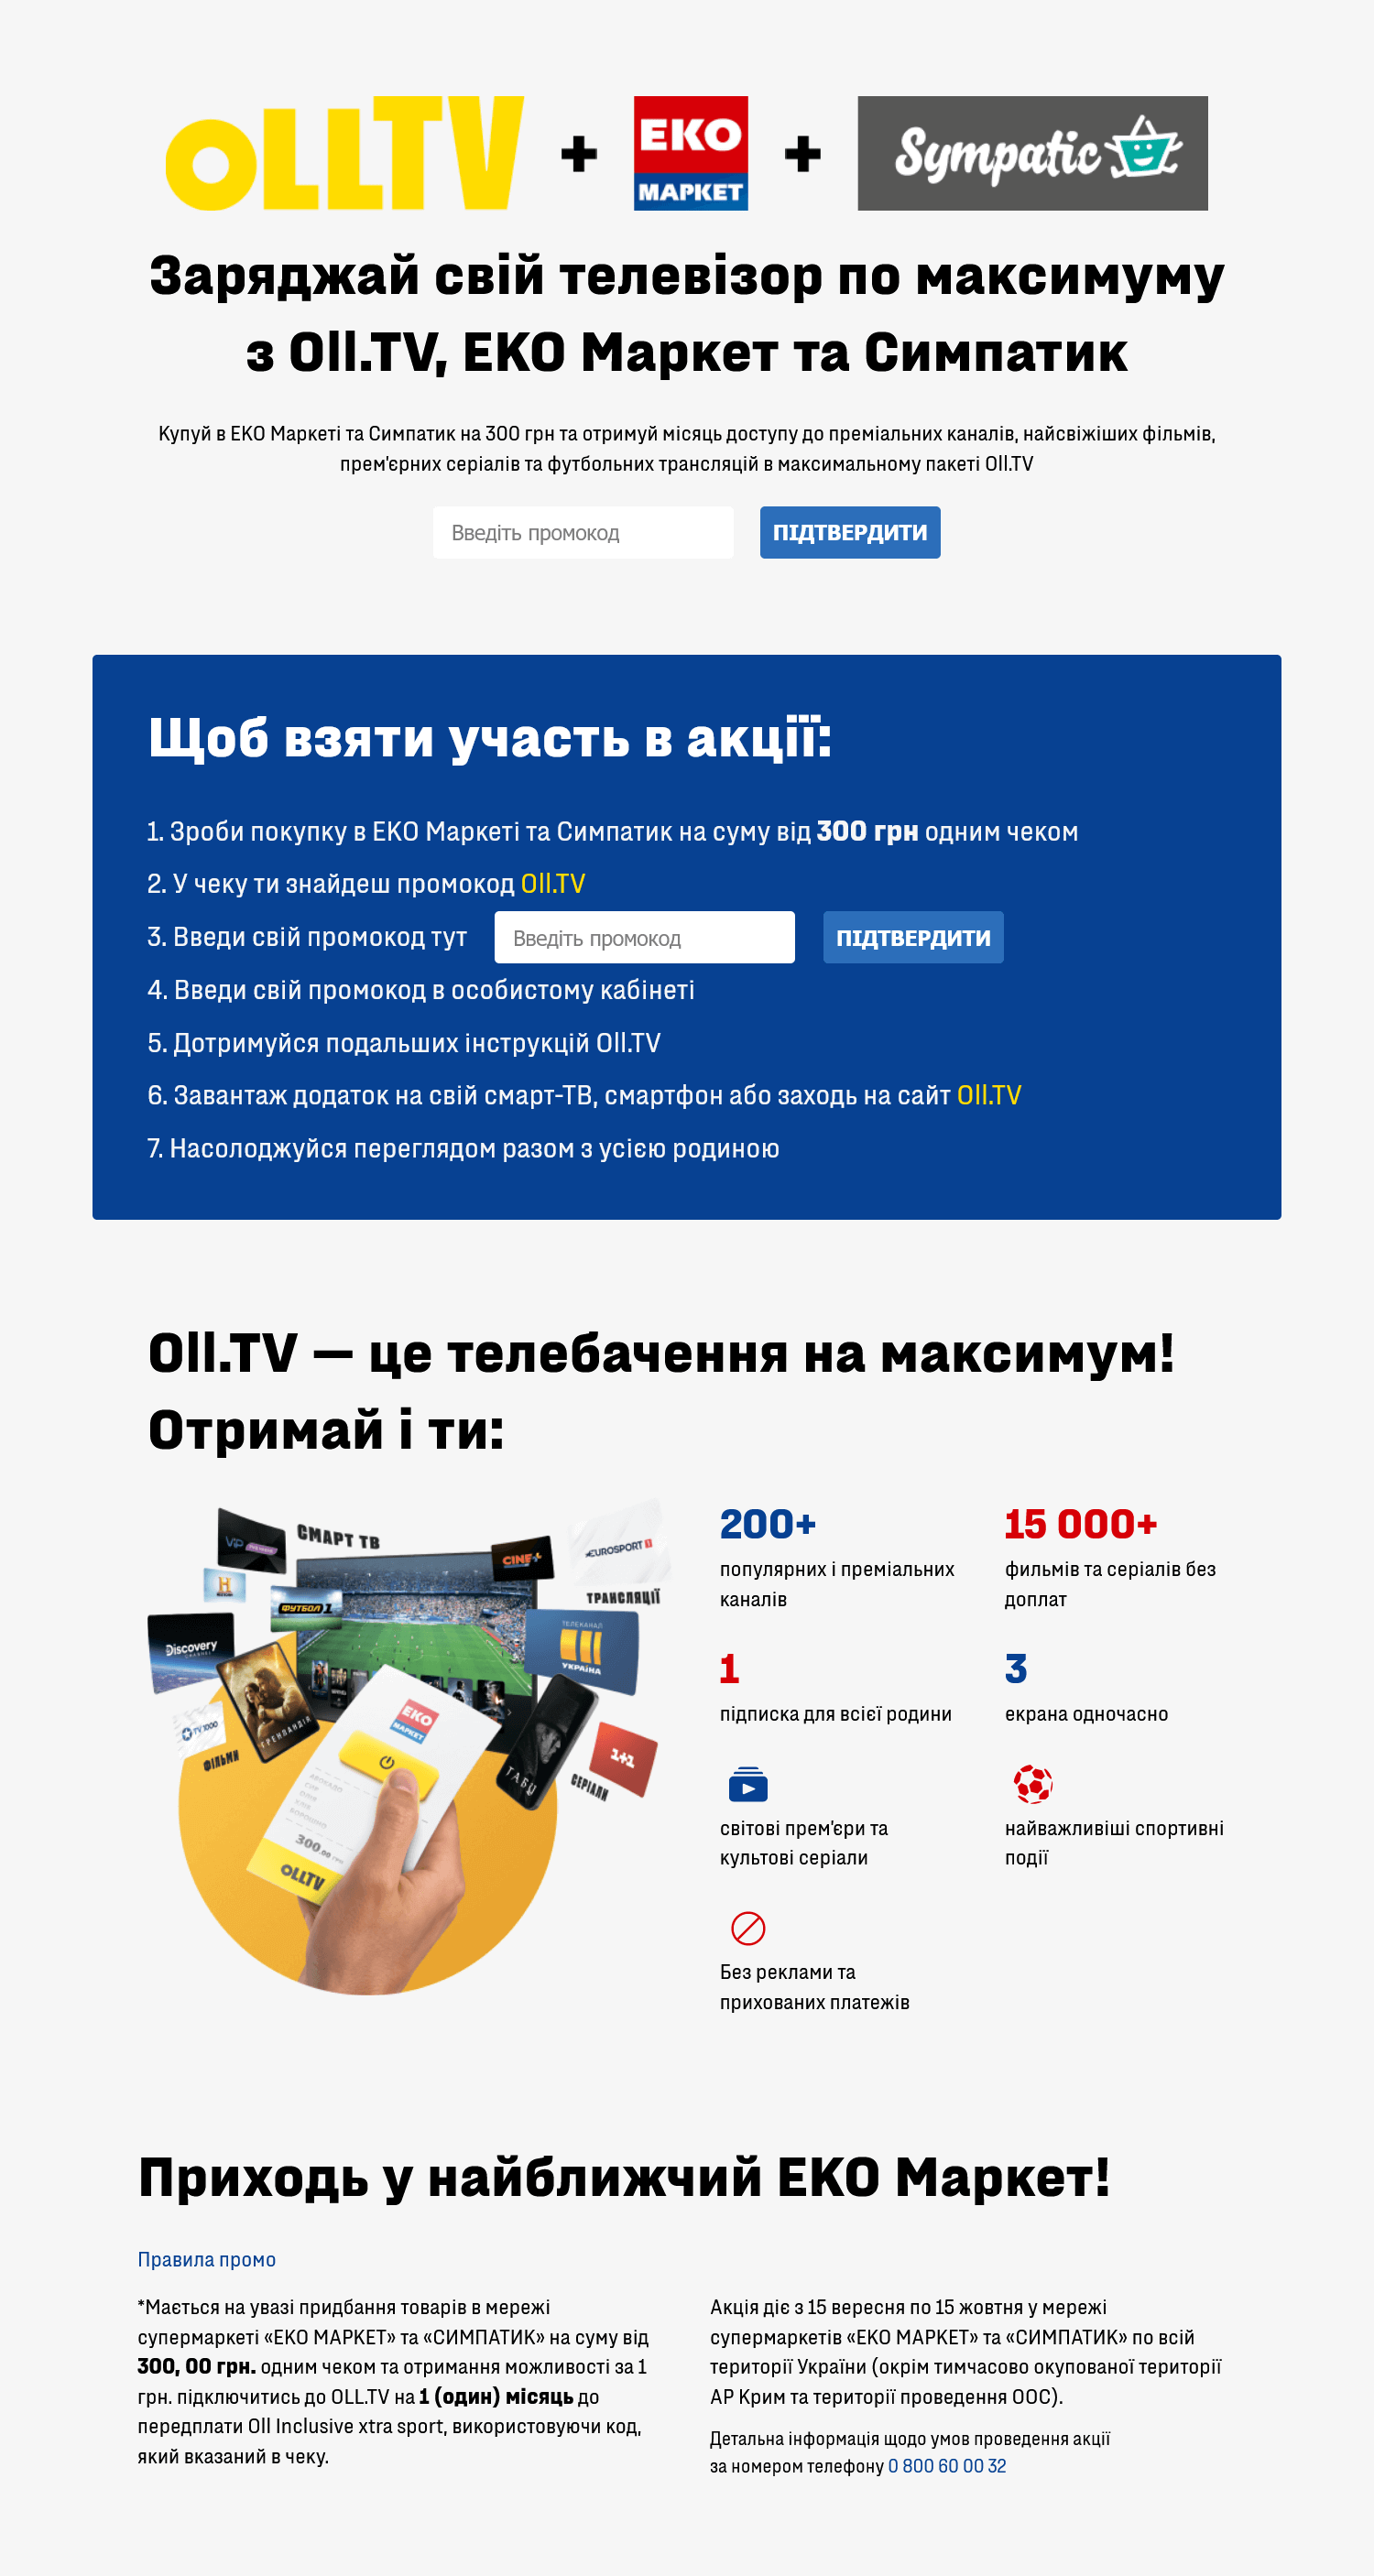 OLLTV + ЕКО МАРКЕТ + Sympatic
Заряджай свій телевізор по максимуму
з Oll.TV, ЕКО Маркет та Симпатик
Купуй в ЕКО Маркеті та Симпатик на 300 грн та отримуй місяць доступу до преміальних каналів, найсвіжіших фільмів,
прем'єрних серіалів та футбольних трансляцій в максимальному пакеті Oll.TV
Введіть промокод ПІДТВЕРДИТИ
Щоб взяти участь в акції:
1. Зроби покупку в ЕКО Маркеті та Симпатик на суму від 300 грн одним чеком
2. У чеку ти знайдеш промокод Oll.TV
3. Введи свій промокод тут Введіть промокод ПІДТВЕРДИТИ
4. Введи свій промокод в особистому кабінеті
5. Дотримуйся подальших інструкцій Oll.TV
6. Завантаж додаток на свій смарт-ТВ, смартфон або заходь на сайт Oll.TV
7. Насолоджуйся переглядом разом з усією родиною
Oll.TV — це телебачення на максимум!
Отримай і ти:
СМАРТ ТВ
ViP
CINE+
EUROSPORT 1
ТРАНСЛЯЦІЇ
H
ФУТБОЛ 1
Discovery
CHANNEL
ТЕЛЕКАНАЛ
УКРАЇНА
TV1000
ФІЛЬМИ
ГРЕНЛАНДІЯ
ЕКО
МАРКЕТ
ТАБУ
1+1
СЕРІАЛИ
300.00 грн
OLLTV
200+
популярних і преміальних
каналів
15 000+
фильмів та серіалів без
доплат
1
підписка для всієї родини
3
екрана одночасно
світові прем'єри та
культові серіали
найважливіші спортивні
події
Без реклами та
прихованих платежів
Приходь у найближчий ЕКО Маркет!
Правила промо
*Мається на увазі придбання товарів в мережі
супермаркеті «ЕКО МАРКЕТ» та «СИМПАТИК» на суму від
300, 00 грн. одним чеком та отримання можливості за 1
грн. підключитись до OLL.TV на 1 (один) місяць до
передплати Oll Inclusive xtra sport, використовуючи код,
який вказаний в чеку.
Акція діє з 15 вересня по 15 жовтня у мережі
супермаркетів «ЕКО МАРКЕТ» та «СИМПАТИК» по всій
території України (окрім тимчасово окупованої території
АР Крим та території проведення ООС).
Детальна інформація щодо умов проведення акції
за номером телефону 0 800 60 00 32